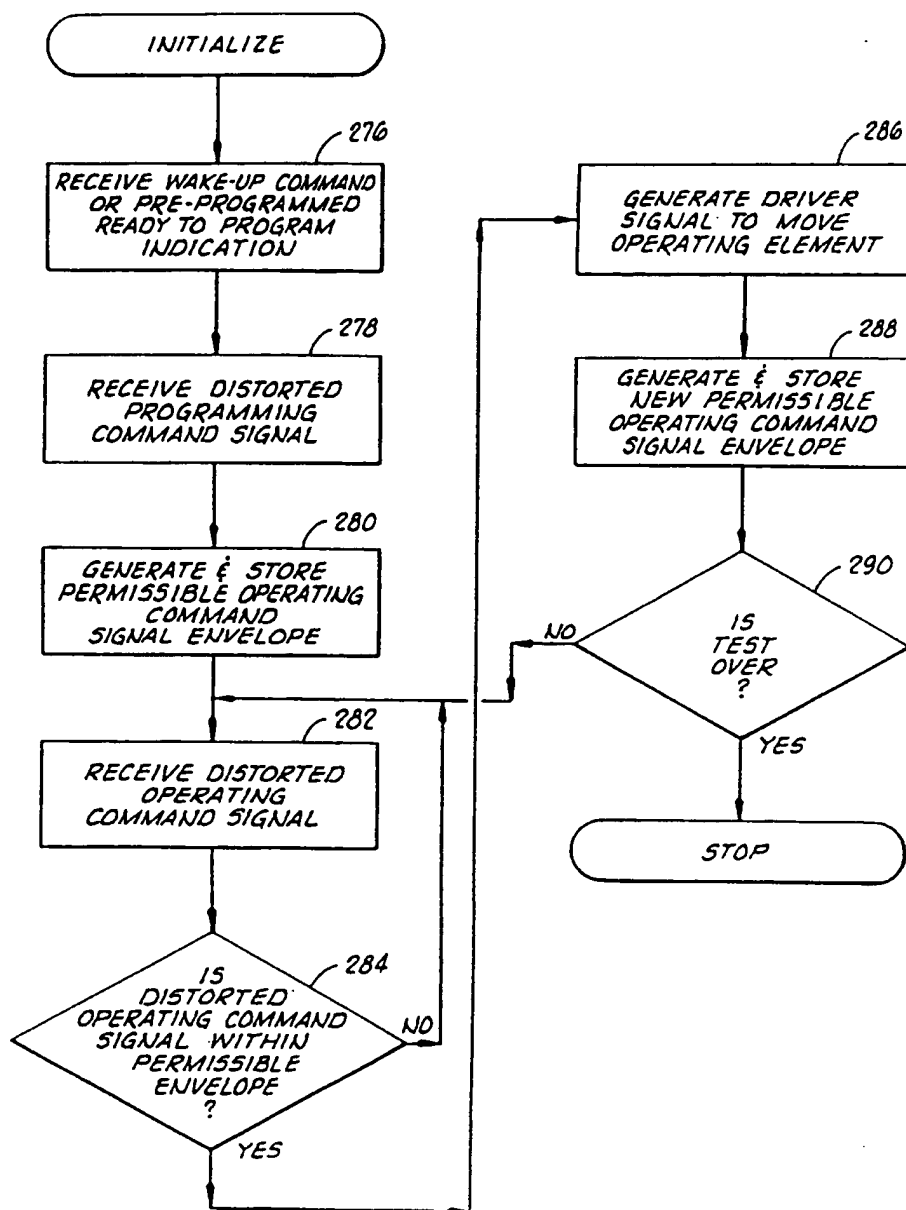 INITIALIZE
276
RECEIVE WAKE-UP COMMAND
OR PRE-PROGRAMMED
READY TO PROGRAM
INDICATION
278
RECEIVE DISTORTED
PROGRAMMING
COMMAND SIGNAL
280
GENERATE & STORE
PERMISSIBLE OPERATING
COMMAND
SIGNAL ENVELOPE
282
RECEIVE DISTORTED
OPERATING
COMMAND SIGNAL
284
IS
DISTORTED
OPERATING COMMAND
SIGNAL WITHIN
PERMISSIBLE
ENVELOPE
?
NO
YES
286
GENERATE DRIVER
SIGNAL TO MOVE
OPERATING ELEMENT
288
GENERATE & STORE
NEW PERMISSIBLE
OPERATING COMMAND
SIGNAL ENVELOPE
290
IS
TEST
OVER
?
NO
YES
STOP